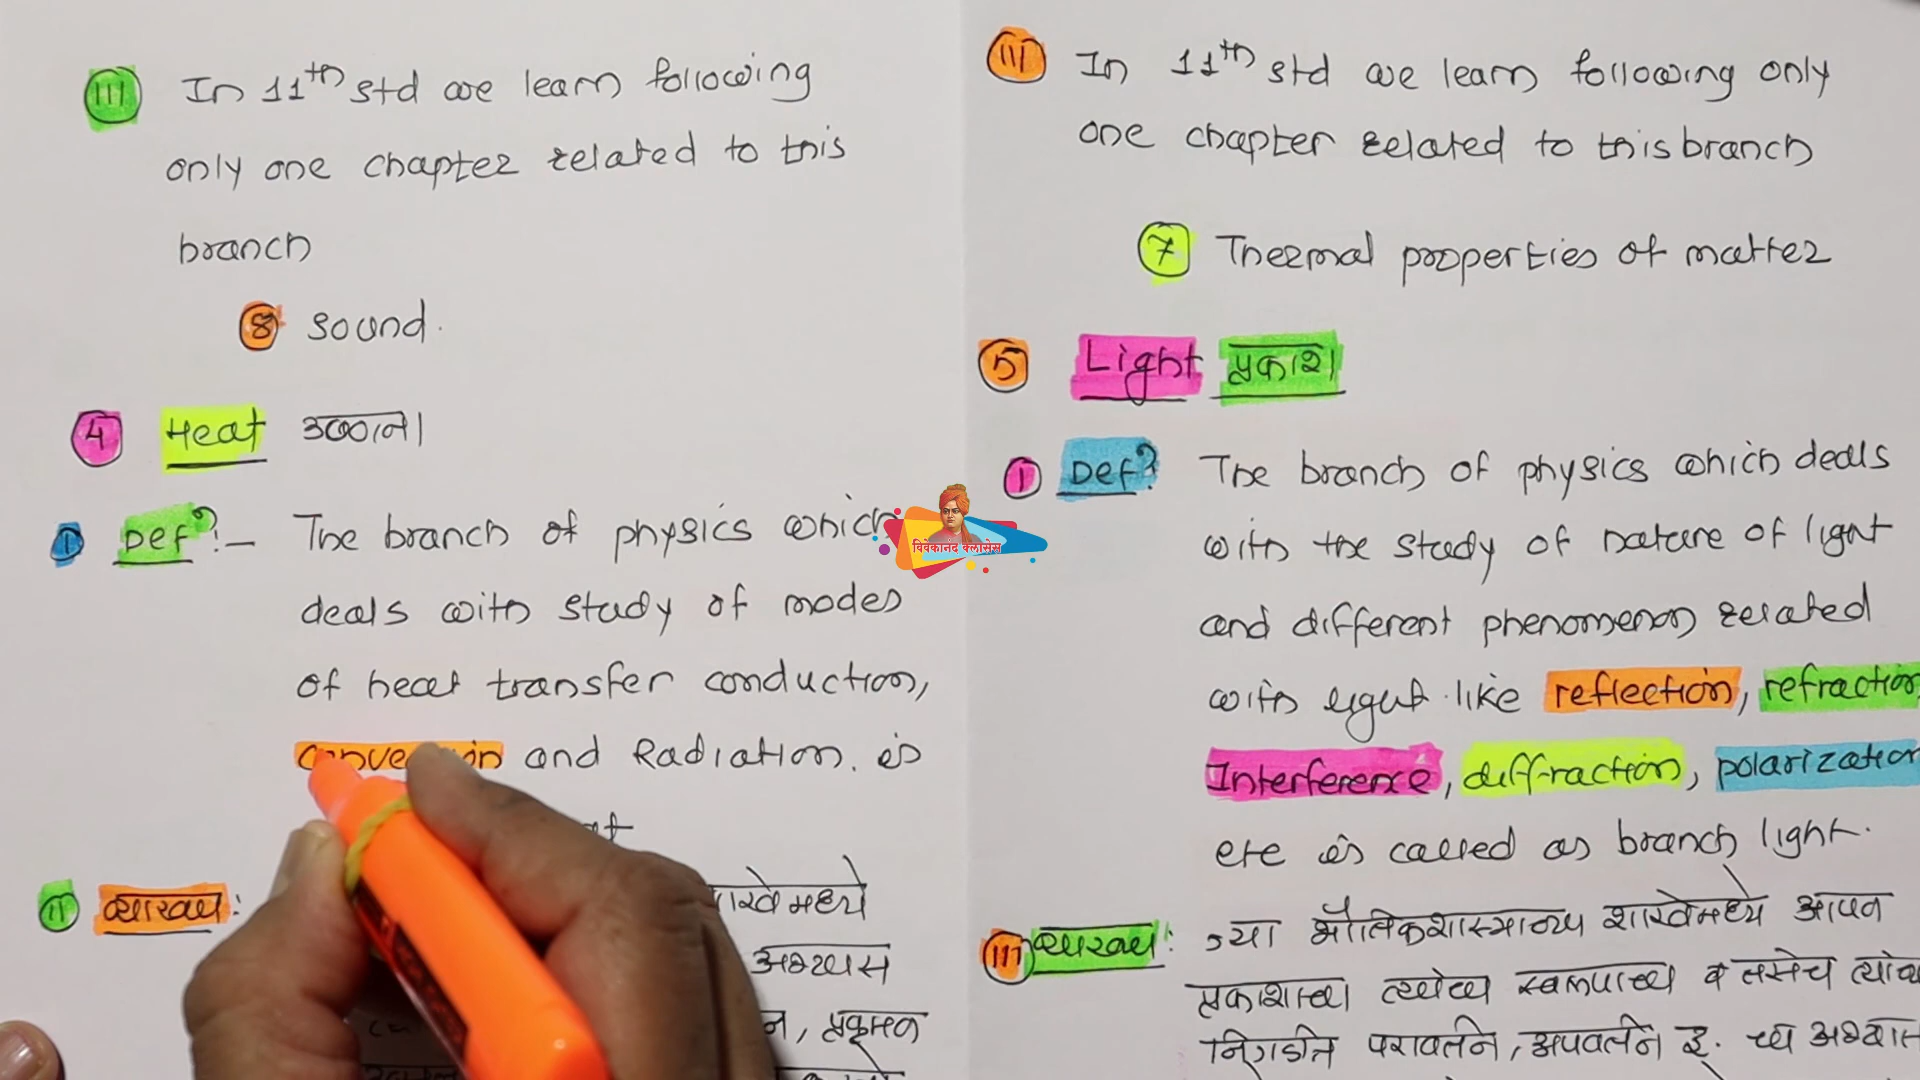 III In 11th std we learn following
only one chapter related to this
branch
8 Sound.
4 Heat उष्णता
I Def? :- The branch of physics which
deals with study of modes
of heat transfer conduction,
and Radiation. is
II व्याख्या :
मध्ये
अभ्यास
III In 11th std we learn following only
one chapter related to this branch
7 Thermal properties of matter
5 Light प्रकाश
I Def? The branch of physics which deals
with the study of nature of light
and different phenomenon related
with light like reflection, refraction
Interference, diffraction, polarization
etc is called as branch light.
III व्याख्या : ज्या भौतिकशास्त्राच्या शाखेमध्ये आपण
प्रकाशाच्या स्वरूपाच्या व तसेच
निगडीत परावर्तन, अपवर्तन इ. च्या
विवेकानंद क्लासेस